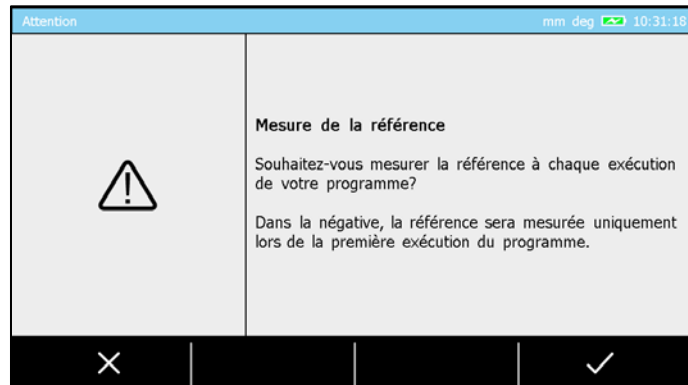 Attention
mm deg 10:31:18
Mesure de la référence
Souhaitez-vous mesurer la référence à chaque exécution
de votre programme?
Dans la négative, la référence sera mesurée uniquement
lors de la première exécution du programme.